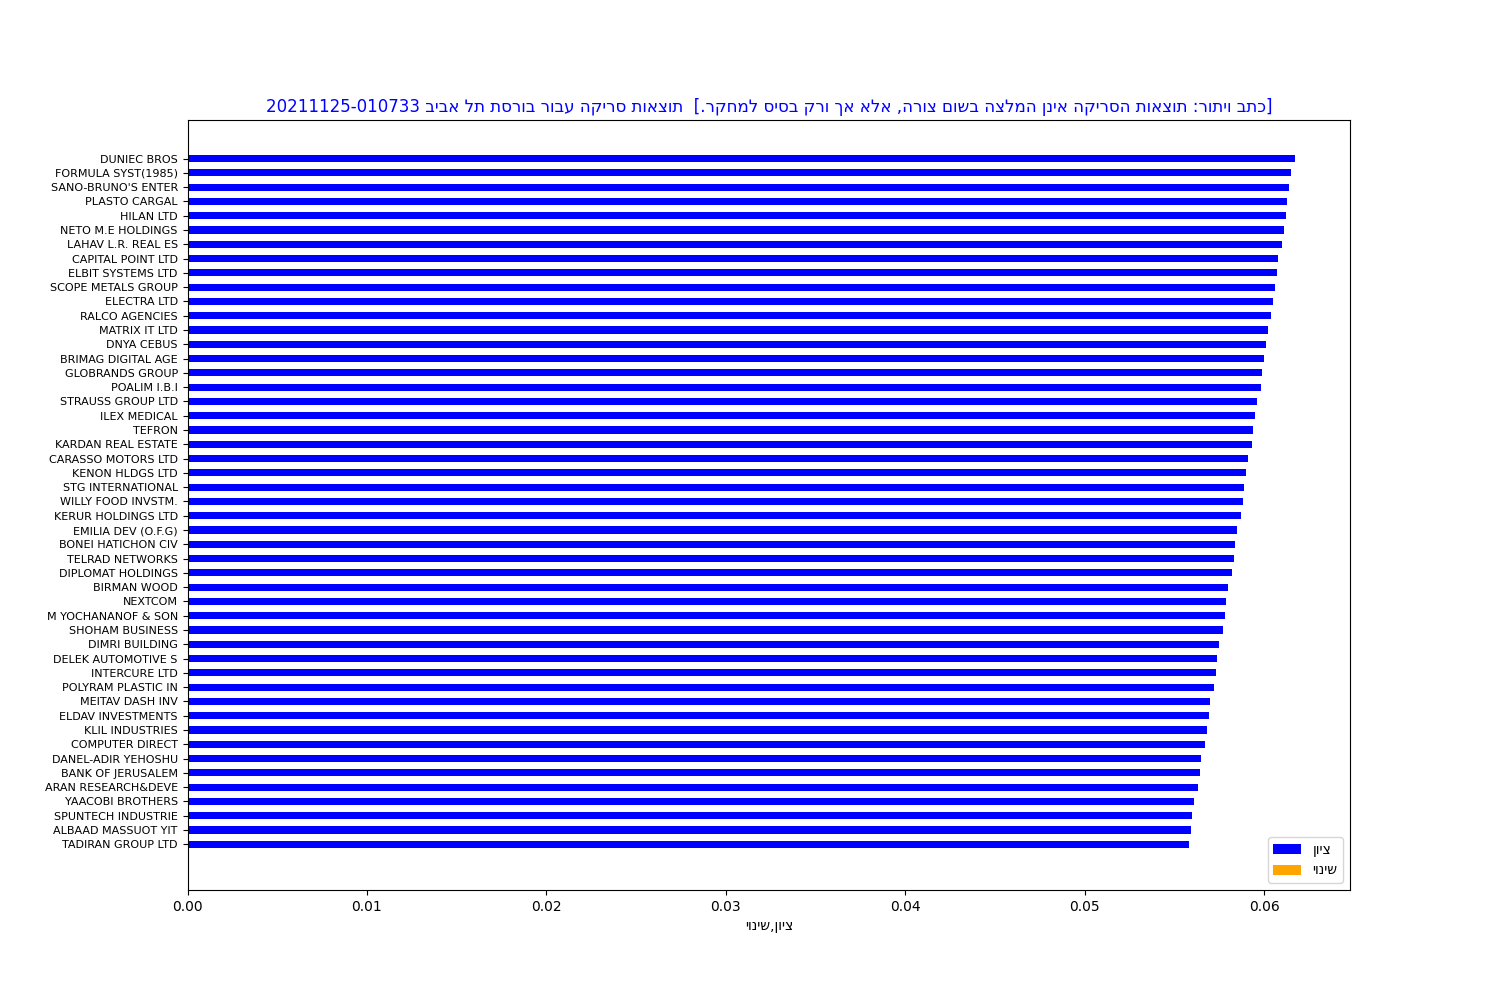 [כתב ויתור: תוצאות הסריקה אינן המלצה בשום צורה, אלא אך ורק בסיס למחקר.] תוצאות סריקה עבור בורסת תל אביב 20211125-010733
DUNIEC BROS
FORMULA SYST(1985)
SANO-BRUNO'S ENTER
PLASTO CARGAL
HILAN LTD
NETO M.E HOLDINGS
LAHAV L.R. REAL ES
CAPITAL POINT LTD
ELBIT SYSTEMS LTD
SCOPE METALS GROUP
ELECTRA LTD
RALCO AGENCIES
MATRIX IT LTD
DNYA CEBUS
BRIMAG DIGITAL AGE
GLOBRANDS GROUP
POALIM I.B.I
STRAUSS GROUP LTD
ILEX MEDICAL
TEFRON
KARDAN REAL ESTATE
CARASSO MOTORS LTD
KENON HLDGS LTD
STG INTERNATIONAL
WILLY FOOD INVSTM.
KERUR HOLDINGS LTD
EMILIA DEV (O.F.G)
BONEI HATICHON CIV
TELRAD NETWORKS
DIPLOMAT HOLDINGS
BIRMAN WOOD
NEXTCOM
M YOCHANANOF & SON
SHOHAM BUSINESS
DIMRI BUILDING
DELEK AUTOMOTIVE S
INTERCURE LTD
POLYRAM PLASTIC IN
MEITAV DASH INV
ELDAV INVESTMENTS
KLIL INDUSTRIES
COMPUTER DIRECT
DANEL-ADIR YEHOSHU
BANK OF JERUSALEM
ARAN RESEARCH&DEVE
YAACOBI BROTHERS
SPUNTECH INDUSTRIE
ALBAAD MASSUOT YIT
TADIRAN GROUP LTD
ציון
שינוי
0.00 0.01 0.02 0.03 0.04 0.05 0.06
ציון,שינוי